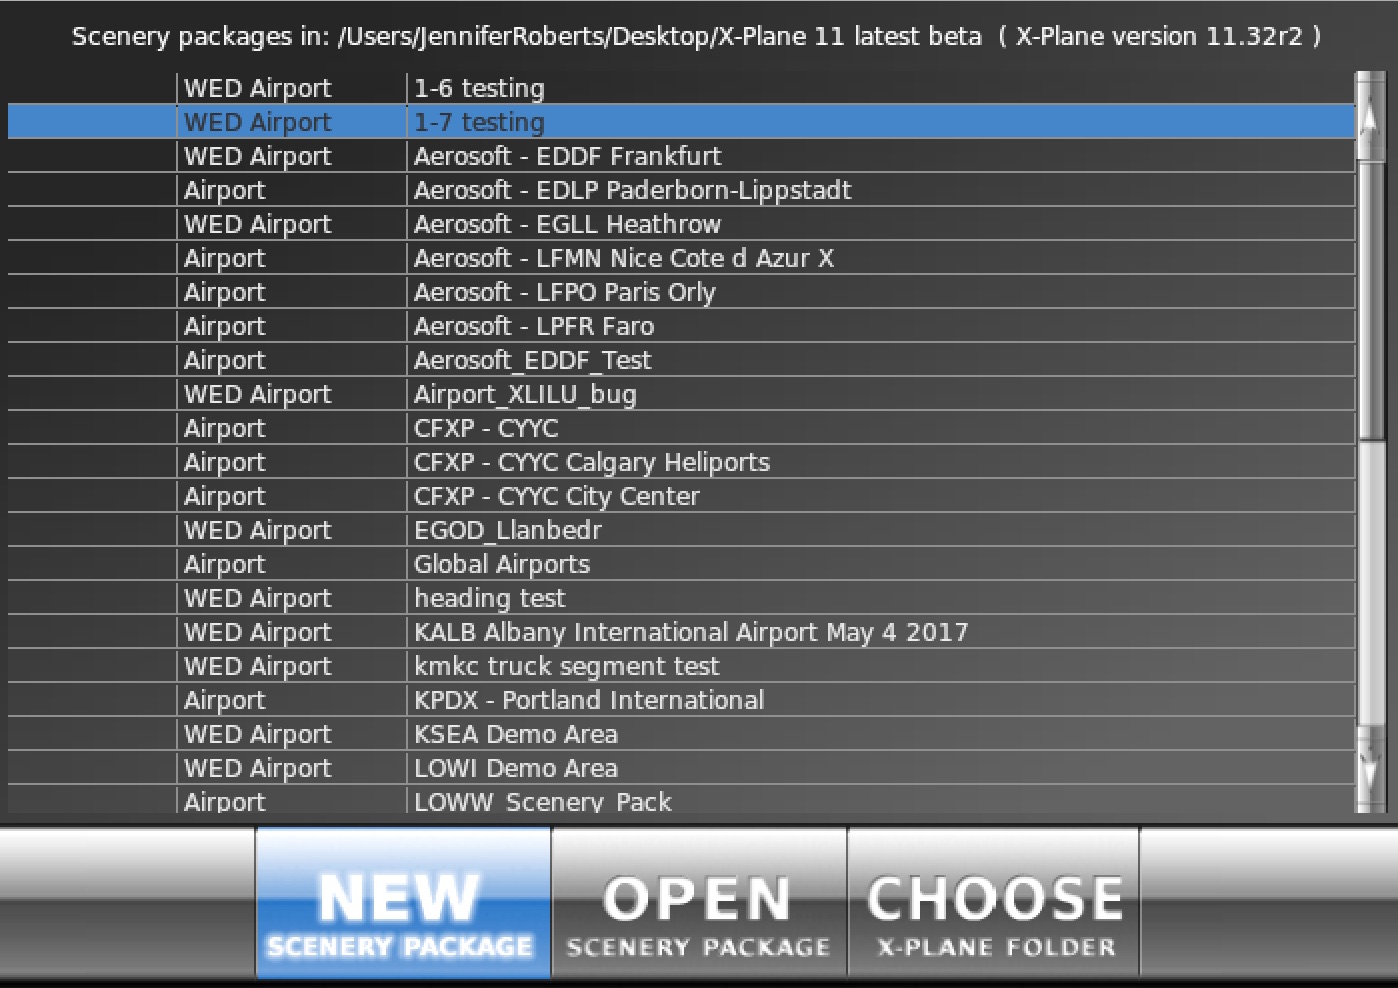 Scenery packages in: /Users/JenniferRoberts/Desktop/X-Plane 11 latest beta ( X-Plane version 11.32r2 )
WED Airport 1-6 testing
WED Airport 1-7 testing
WED Airport Aerosoft - EDDF Frankfurt
Airport Aerosoft - EDLP Paderborn-Lippstadt
WED Airport Aerosoft - EGLL Heathrow
Airport Aerosoft - LFMN Nice Cote d Azur X
Airport Aerosoft - LFPO Paris Orly
Airport Aerosoft - LPFR Faro
Airport Aerosoft_EDDF_Test
WED Airport Airport_XLILU_bug
Airport CFXP - CYYC
Airport CFXP - CYYC Calgary Heliports
Airport CFXP - CYYC City Center
WED Airport EGOD_Llanbedr
Airport Global Airports
WED Airport heading test
WED Airport KALB Albany International Airport May 4 2017
WED Airport kmkc truck segment test
Airport KPDX - Portland International
WED Airport KSEA Demo Area
WED Airport LOWI Demo Area
Airport LOWW_Scenery_Pack
NEW OPEN CHOOSE
SCENERY PACKAGE SCENERY PACKAGE X-PLANE FOLDER